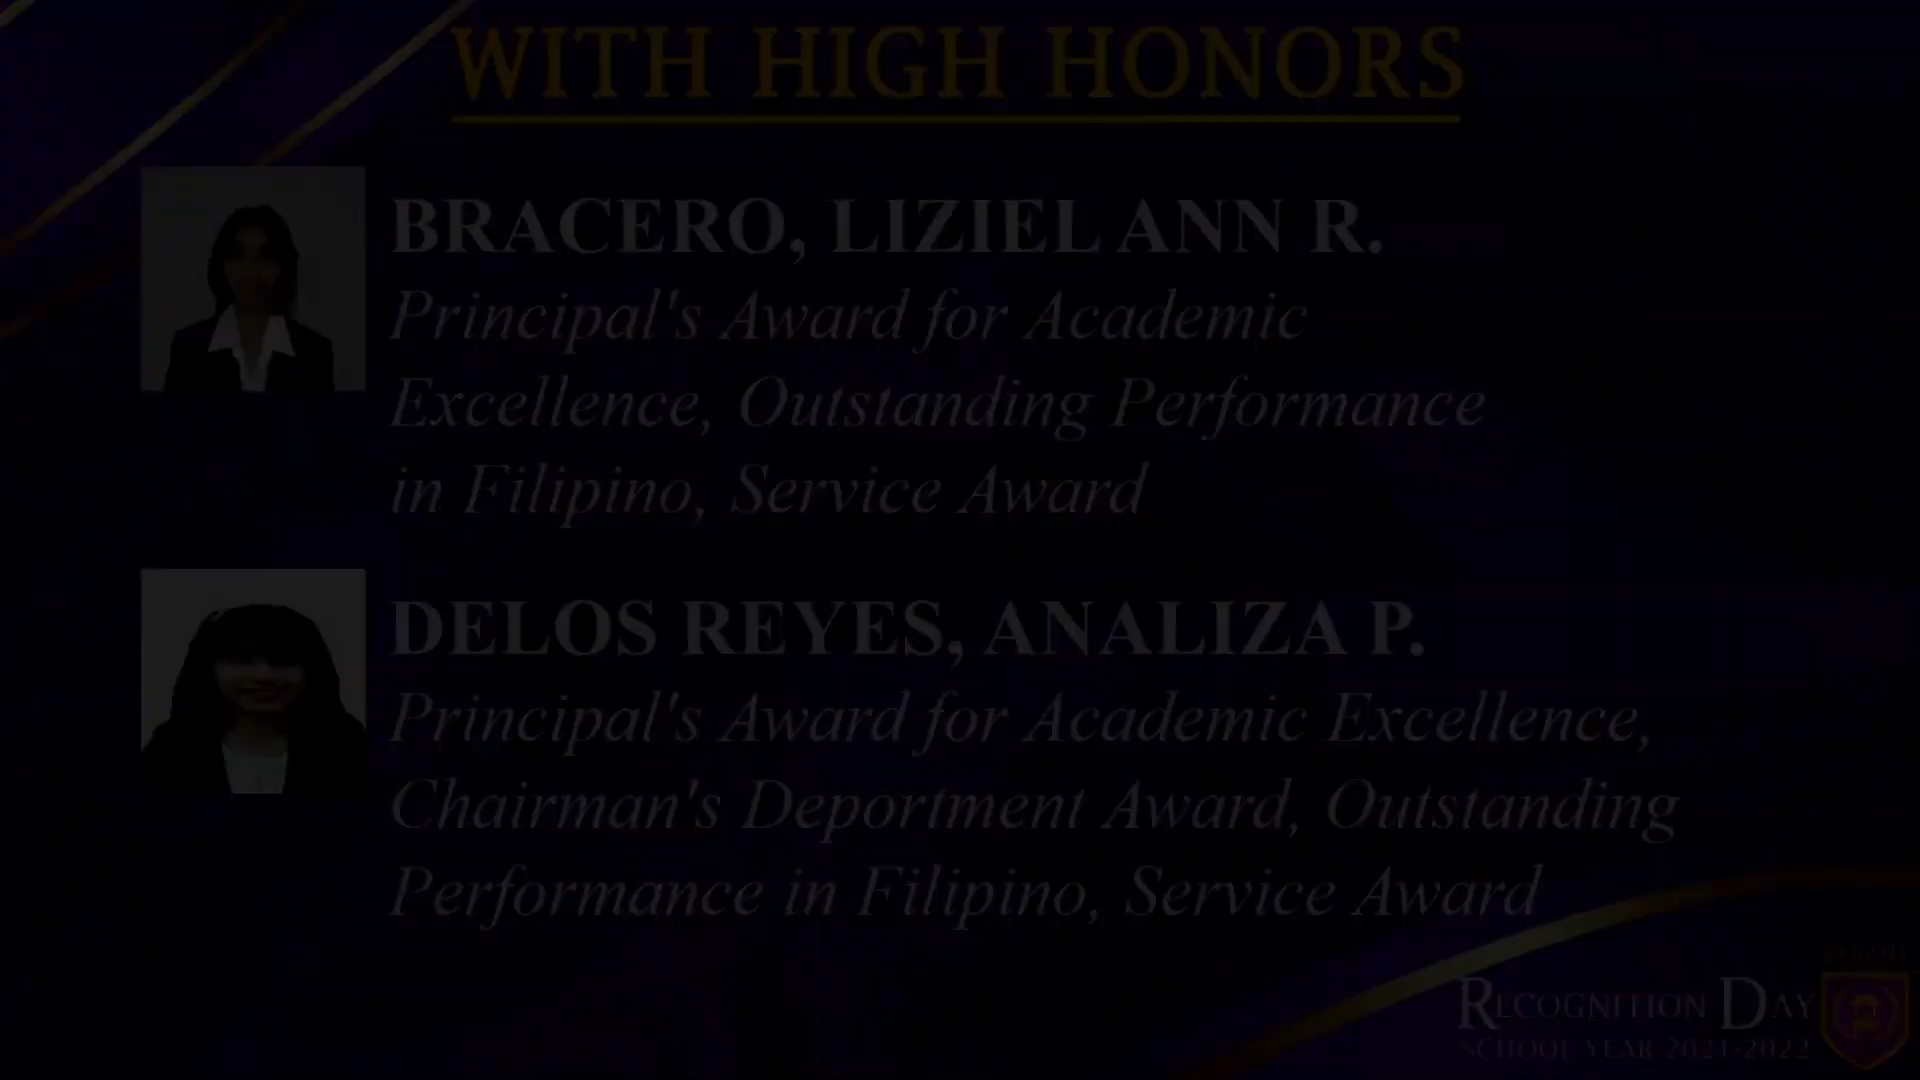 WITH HIGH HONORS
BRACERO, LIZIEL ANN R.
Principal's Award for Academic
Excellence, Outstanding Performance
in Filipino, Service Award
DELOS REYES, ANALIZA P.
Principal's Award for Academic Excellence,
Chairman's Deportment Award, Outstanding
Performance in Filipino, Service Award
RECOGNITION DAY
SCHOOL YEAR 2021-2022